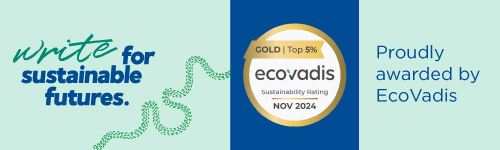 write for
sustainable
futures.
GOLD | Top 5%
ecovadis
Sustainability Rating
NOV 2024
Proudly
awarded by
EcoVadis